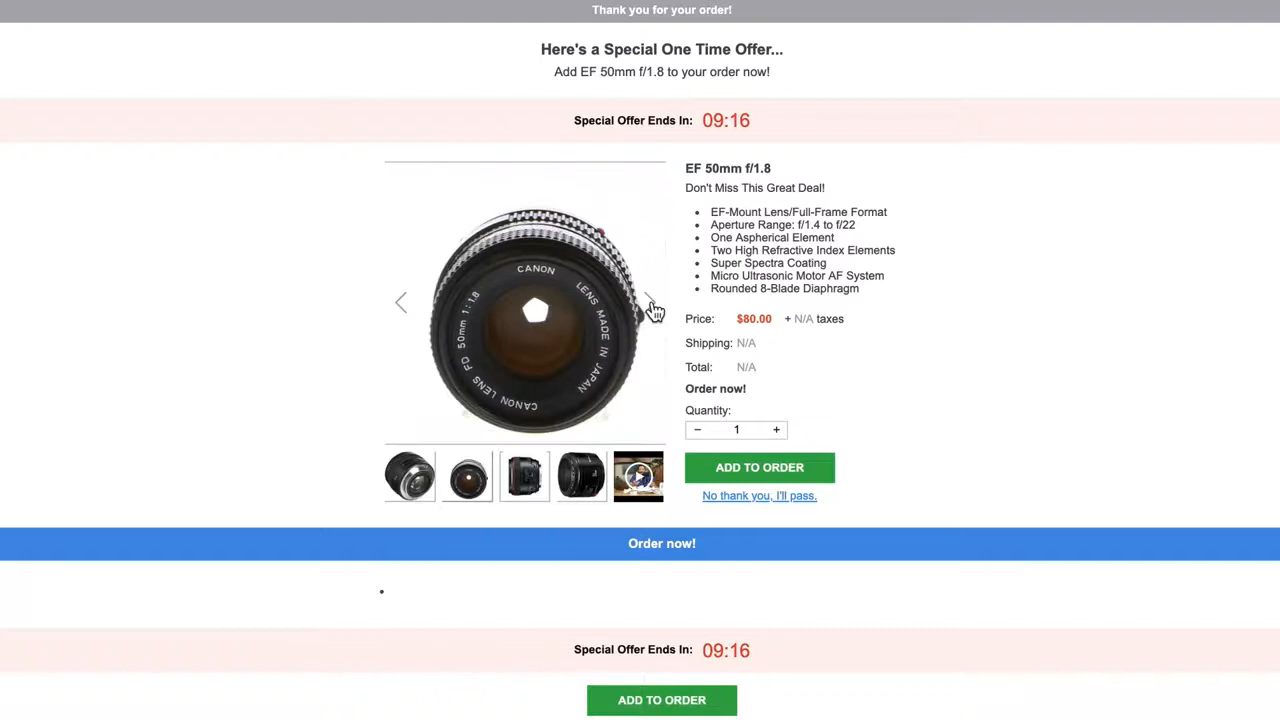 Thank you for your order!
Here's a Special One Time Offer...
Add EF 50mm f/1.8 to your order now!
Special Offer Ends In: 09:16
EF 50mm f/1.8
Don't Miss This Great Deal!
• EF-Mount Lens/Full-Frame Format
• Aperture Range: f/1.4 to f/22
• One Aspherical Element
• Two High Refractive Index Elements
• Super Spectra Coating
• Micro Ultrasonic Motor AF System
• Rounded 8-Blade Diaphragm
CANON
LENS MADE IN JAPAN
CANON LENS FD 50mm 1:1.8
Price: $80.00 + N/A taxes
Shipping: N/A
Total: N/A
Order now!
Quantity:
− 1 +
ADD TO ORDER
No thank you, I'll pass.
Order now!
•
Special Offer Ends In: 09:16
ADD TO ORDER